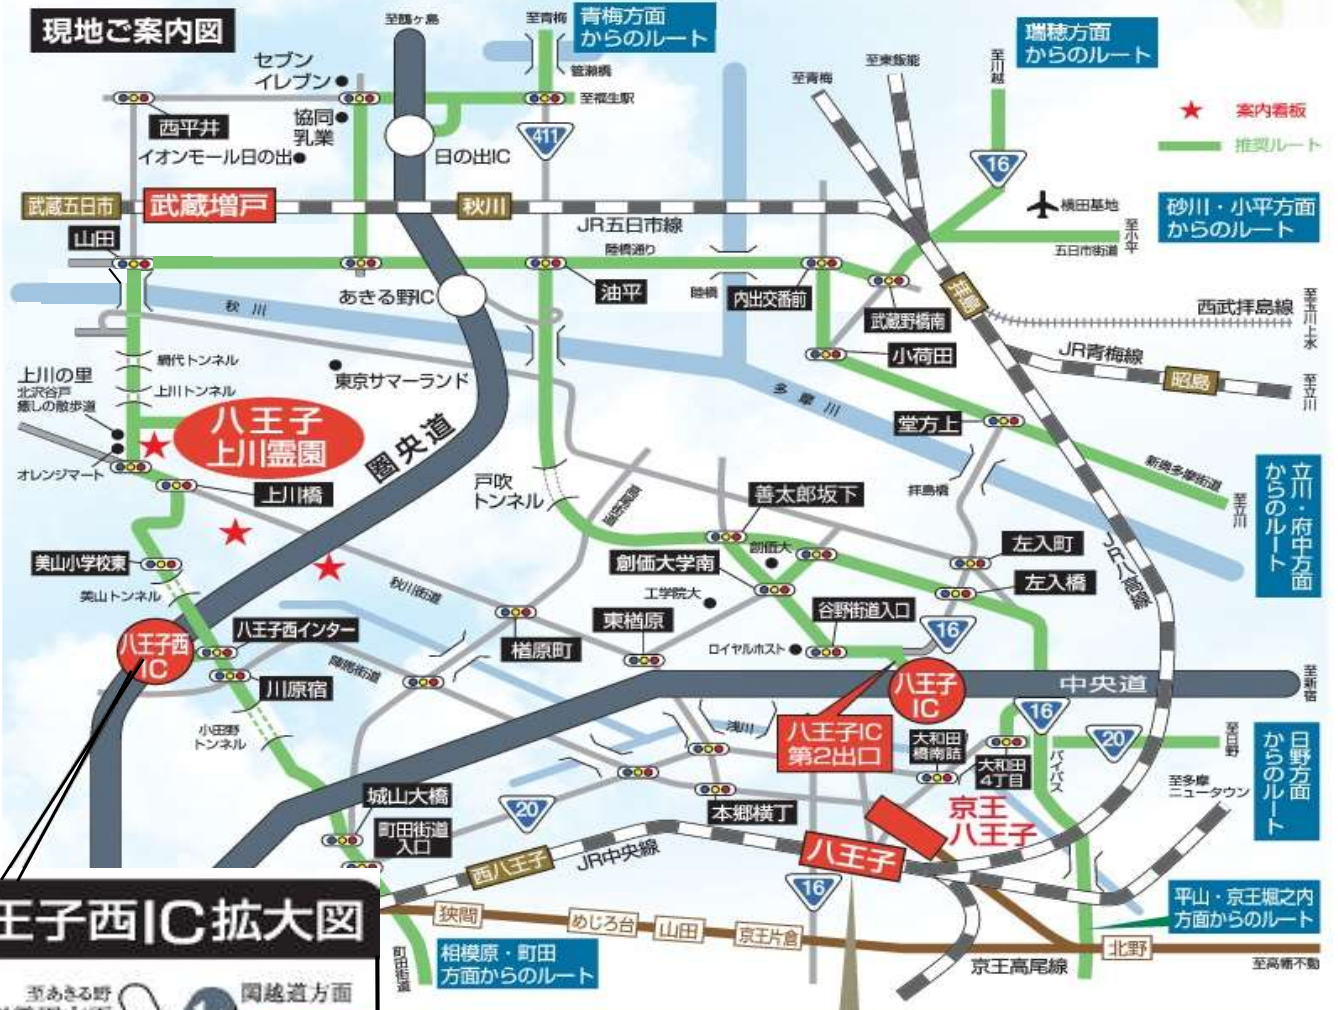 現地ご案内図
至鶴ヶ島
至青梅
青梅方面
からのルート
瑞穂方面
からのルート
セブン
イレブン
管瀬橋
至青梅
至東飯能
至川越
西平井
協同
乳業
至福生駅
411
日の出IC
イオンモール日の出
16
案内看板
推奨ルート
武蔵五日市
武蔵増戸
秋川
JR五日市線
横田基地
砂川・小平方面
からのルート
至小平
五日市街道
山田
陸橋通り
油平
陸橋
内出交番前
武蔵野橋南
拝島
西武拝島線
至玉川上水
秋川
あきる野IC
小荷田
JR青梅線
昭島
至立川
網代トンネル
上川トンネル
東京サマーランド
多摩川
上川の里
北沢谷戸
癒しの散歩道
オレンジマート
八王子
上川霊園
圏央道
堂方上
新奥多摩街道
至立川
立川・府中方面
からのルート
上川橋
戸吹
トンネル
拝島橋
善太郎坂下
JR八高線
美山小学校東
美山トンネル
秋川街道
創価大学南
創価大
左入町
左入橋
工学院大
谷野街道入口
東楢原
楢原町
ロイヤルホスト
16
八王子西
IC
八王子西インター
川原宿
陣馬街道
八王子
IC
中央道
至新宿
小田野
トンネル
浅川
八王子IC
第2出口
大和田
橋南詰
大和田
4丁目
16
バイパス
20
至日野
日野方面
からのルート
至多摩
ニュータウン
城山大橋
町田街道
入口
20
本郷横丁
京王
八王子
西八王子
JR中央線
八王子
16
平山・京王堀之内
方面からのルート
狭間
めじろ台
山田
京王片倉
北野
京王高尾線
至高幡不動
町田街道
相模原・町田
方面からのルート
王子西IC拡大図
至あきる野
関越道方面